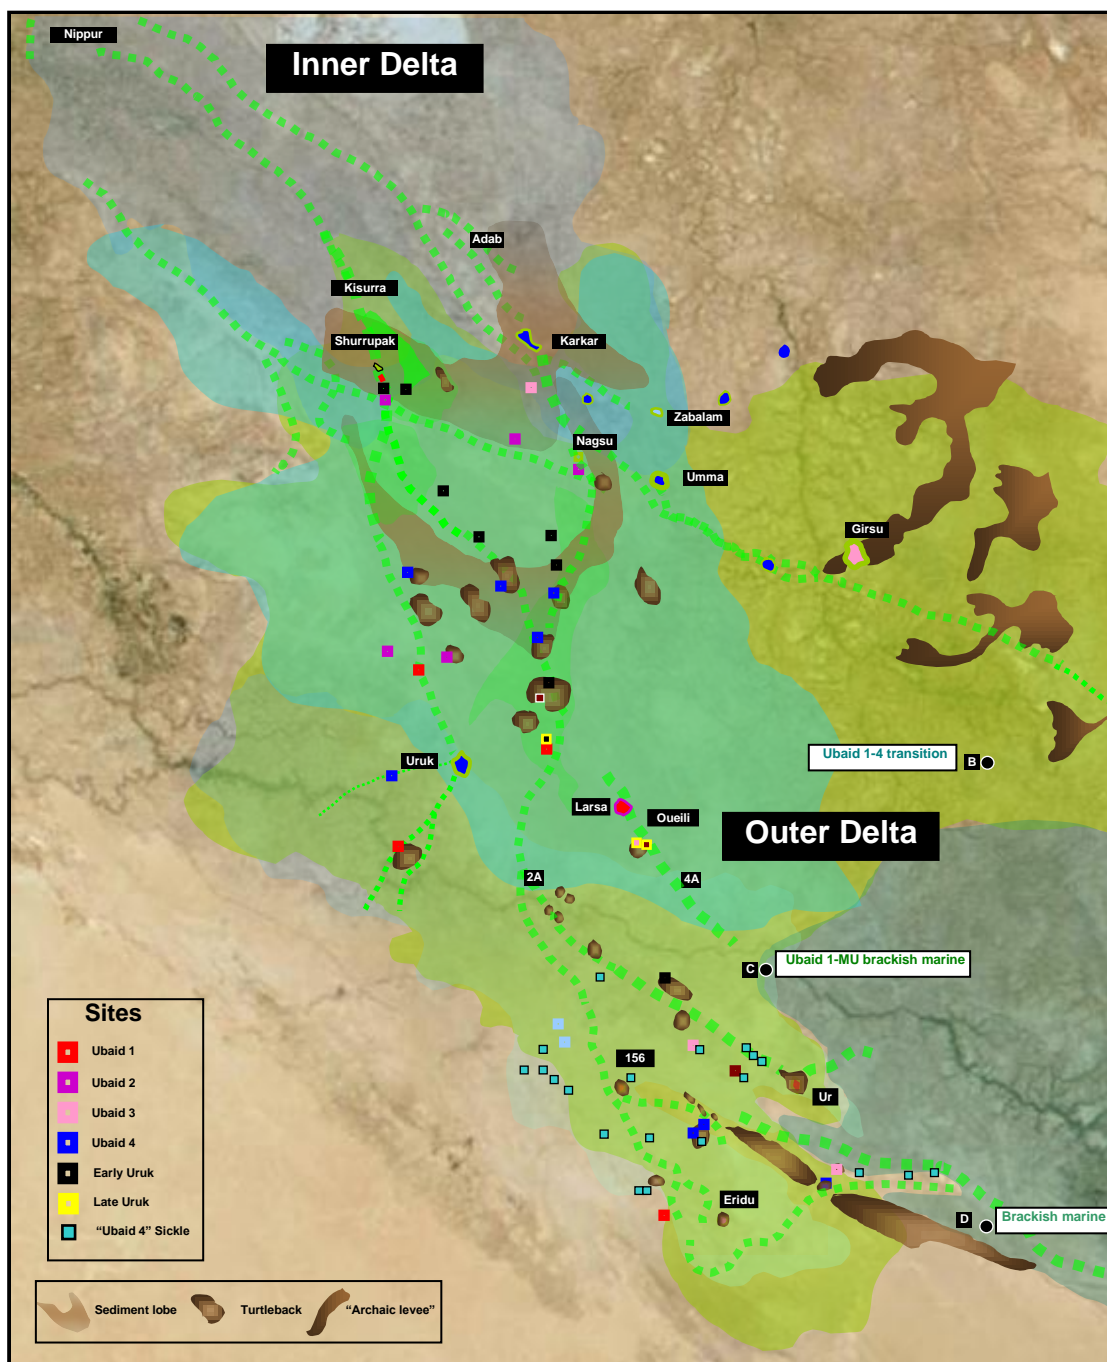 Nippur
Inner Delta
Adab
Kisurra
Shurrupak
Karkar
Zabalam
Nagsu
Umma
Girsu
Uruk
Ubaid 1-4 transition
B
Larsa
Oueili
Outer Delta
2A
4A
C
Ubaid 1-MU brackish marine
156
Ur
Eridu
D
Brackish marine
Sites
Ubaid 1
Ubaid 2
Ubaid 3
Ubaid 4
Early Uruk
Late Uruk
“Ubaid 4” Sickle
Sediment lobe
Turtleback
“Archaic levee”